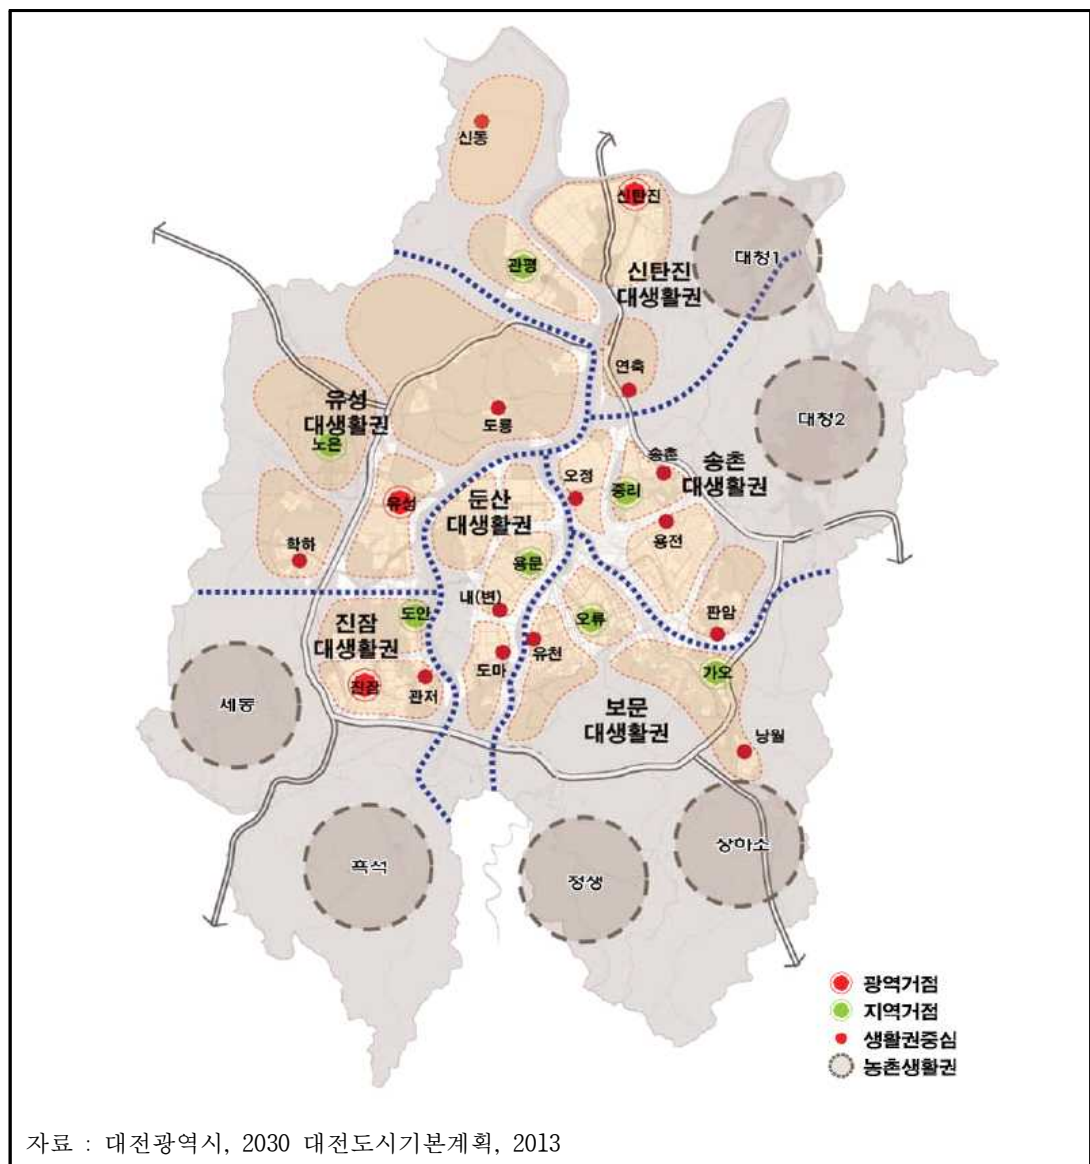 신동
신탄진
대청1
관평
신탄진
대생활권
연축
대청2
유성
대생활권
노은
도룡
송촌
송촌
대생활권
오정
중리
둔산
대생활권
유성
용전
학하
용문
내(변)
도안
오류
판암
진잠
대생활권
유천
도마
가오
진잠
관저
세동
보문
대생활권
낭월
흑석
정생
상하소
광역거점
지역거점
생활권중심
농촌생활권
자료 : 대전광역시, 2030 대전도시기본계획, 2013